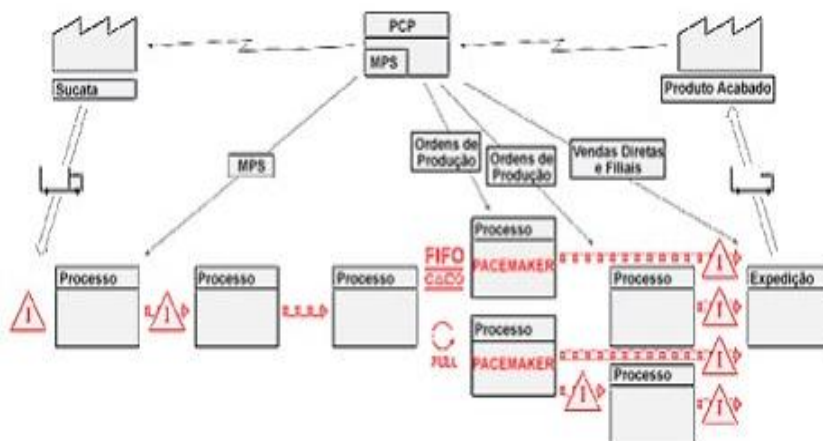 PCP
MPS
Sucata
Produto Acabado
MPS
Ordens de
Produção
Ordens de
Produção
Vendas Diretas
e Filiais
Processo
FIFO
PACEMAKER
Processo
Processo
Processo
Processo
Expedição
I
I
I
I
Processo
PULL
PACEMAKER
I
Processo
I
I